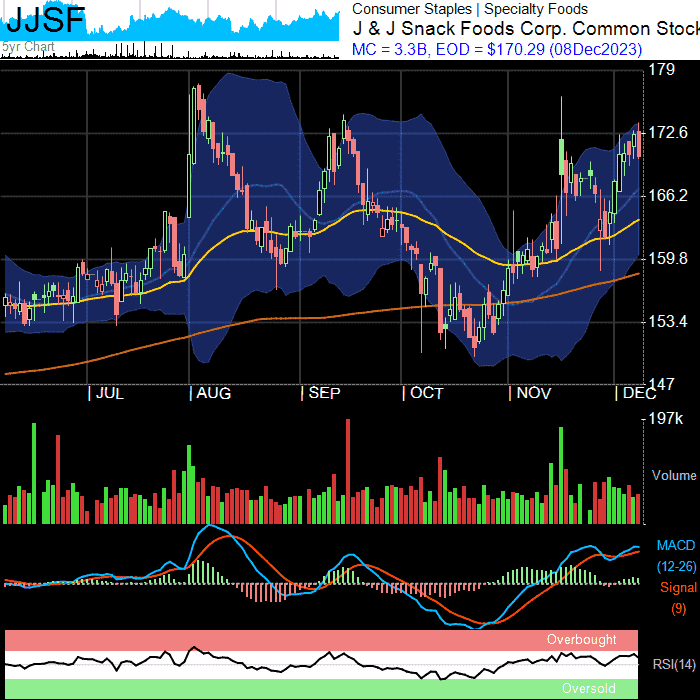 JJSF
5yr Chart
Consumer Staples | Specialty Foods
J & J Snack Foods Corp. Common Stock
MC = 3.3B, EOD = $170.29 (08Dec2023)
179
172.6
166.2
159.8
153.4
147
| JUL | AUG | SEP | OCT | NOV | DEC
197k
Volume
MACD
(12-26)
Signal
(9)
Overbought
RSI(14)
Oversold